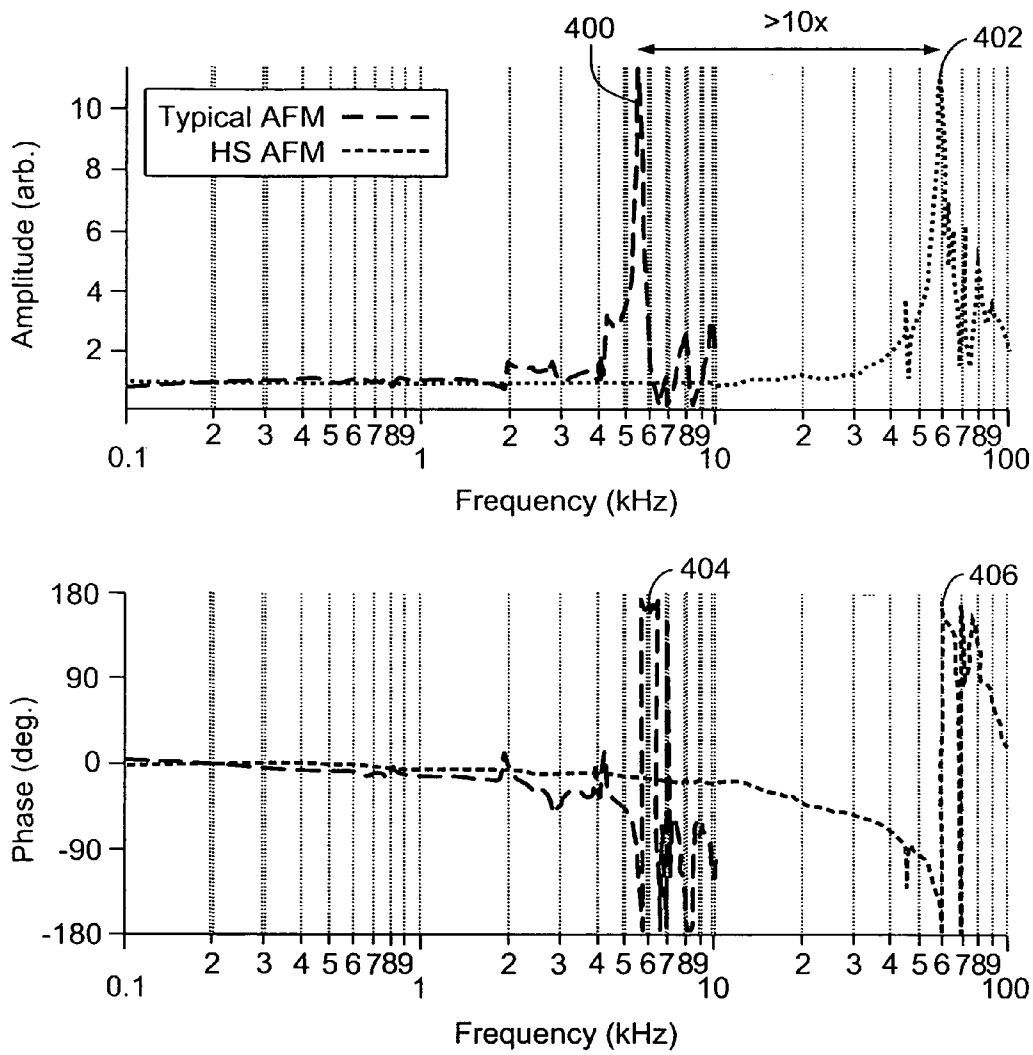 >10x
400
402
Typical AFM
HS AFM
Amplitude (arb.)
10
8
6
4
2
2 3 4 5 6 7 8 9 2 3 4 5 6 7 8 9 2 3 4 5 6 7 8 9
0.1 1 10 100
Frequency (kHz)
404
406
Phase (deg.)
180
90
0
-90
-180
2 3 4 5 6 7 8 9 2 3 4 5 6 7 8 9 2 3 4 5 6 7 8 9
0.1 1 10 100
Frequency (kHz)